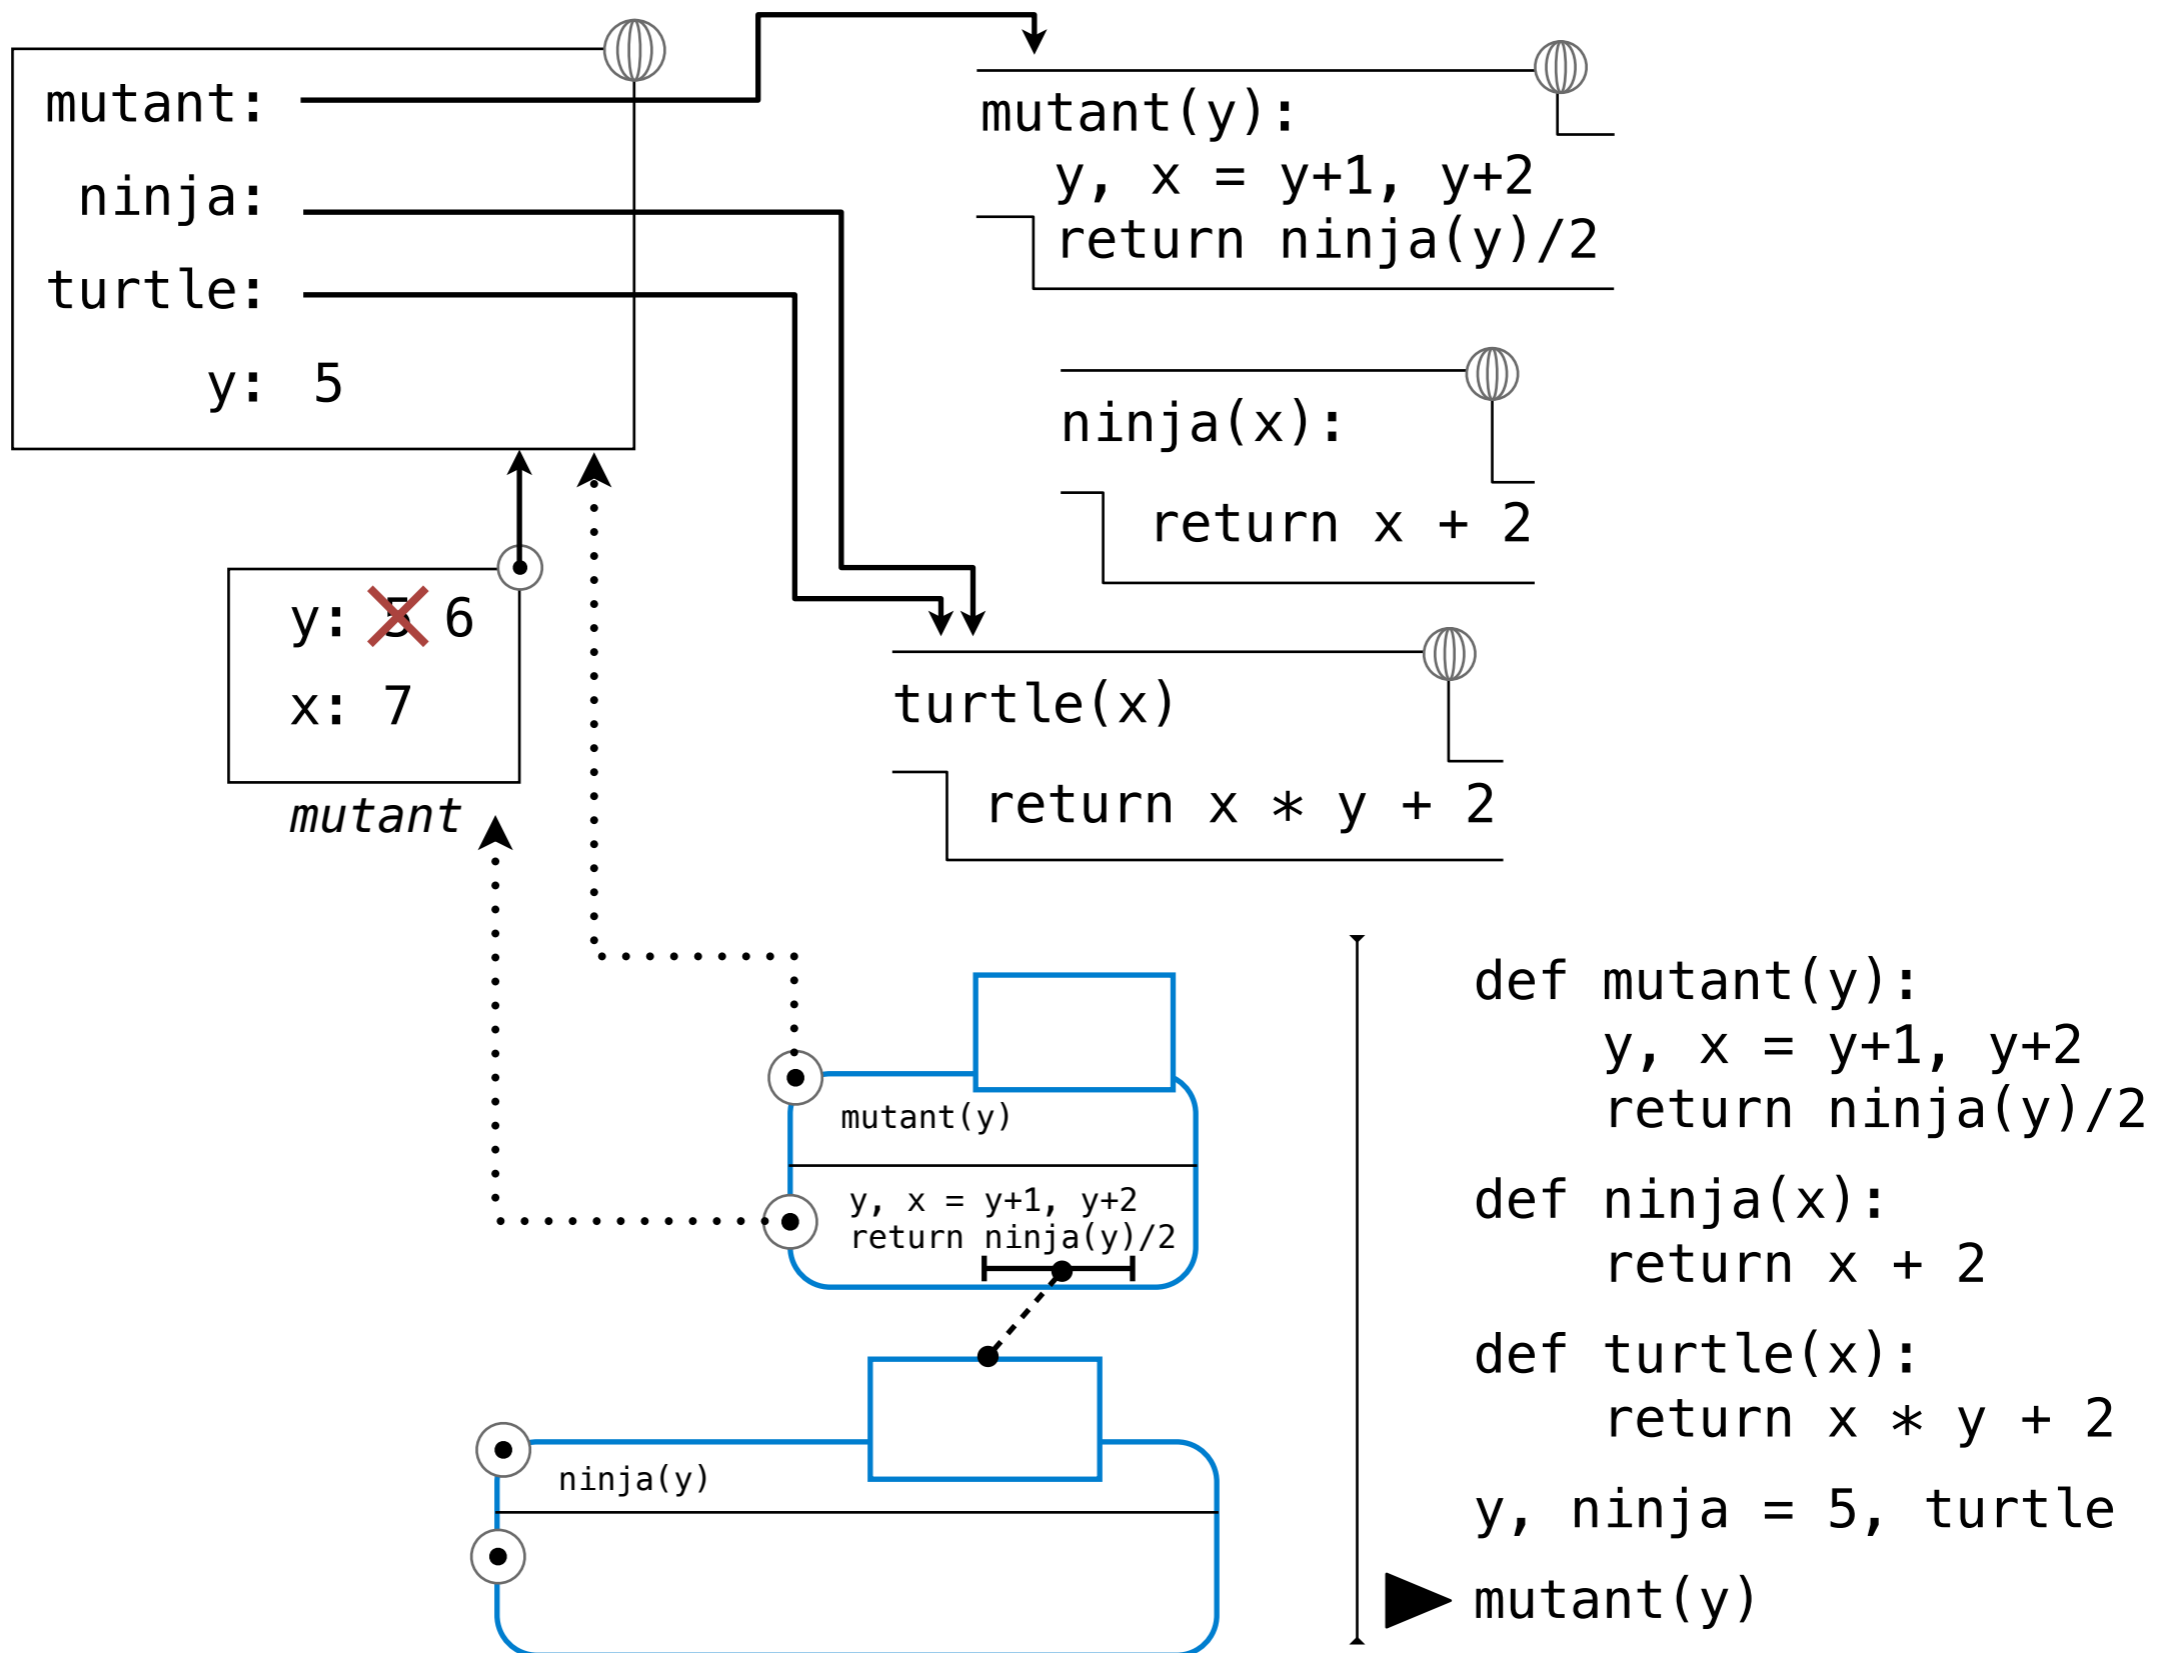 mutant:
ninja:
turtle:
y: 5
mutant(y):
y, x = y+1, y+2
return ninja(y)/2
ninja(x):
return x + 2
y: 5 6
x: 7
mutant
turtle(x)
return x * y + 2
mutant(y)
y, x = y+1, y+2
return ninja(y)/2
ninja(y)
def mutant(y):
y, x = y+1, y+2
return ninja(y)/2
def ninja(x):
return x + 2
def turtle(x):
return x * y + 2
y, ninja = 5, turtle
mutant(y)